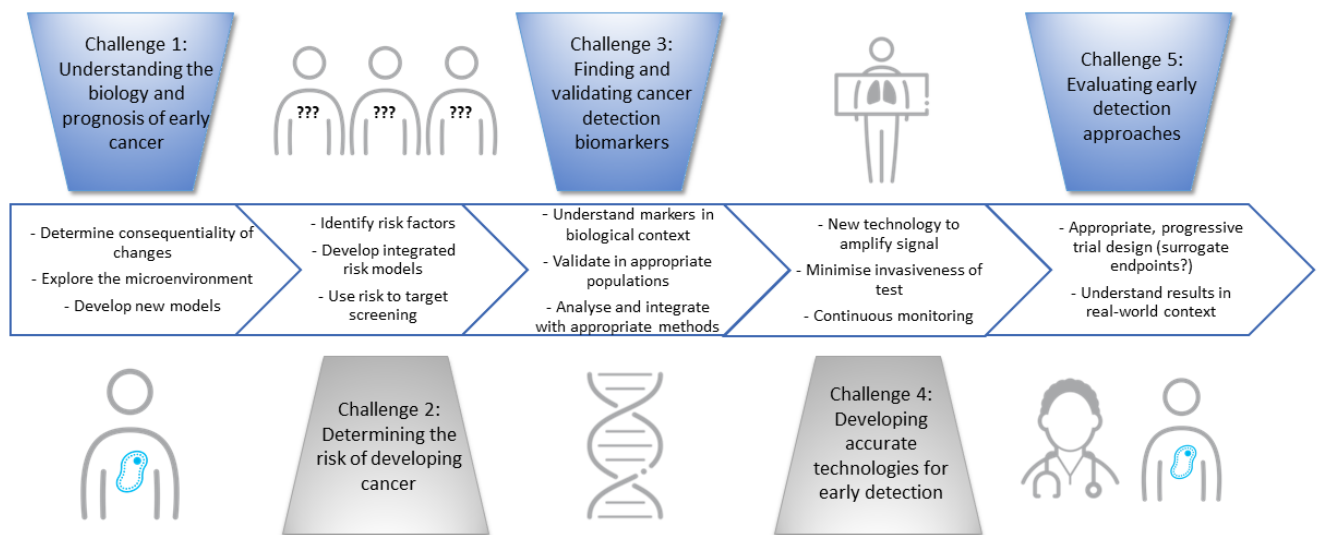 Challenge 1:
Understanding the
biology and
prognosis of early
cancer
???
???
???
Challenge 3:
Finding and
validating cancer
detection
biomarkers
Challenge 5:
Evaluating early
detection
approaches
- Determine consequentiality of
changes
- Explore the microenvironment
- Develop new models
- Identify risk factors
- Develop integrated
risk models
- Use risk to target
screening
- Understand markers in
biological context
- Validate in appropriate
populations
- Analyse and integrate
with appropriate methods
- New technology to
amplify signal
- Minimise invasiveness of
test
- Continuous monitoring
- Appropriate, progressive
trial design (surrogate
endpoints?)
- Understand results in
real-world context
Challenge 2:
Determining the
risk of developing
cancer
Challenge 4:
Developing
accurate
technologies for
early detection